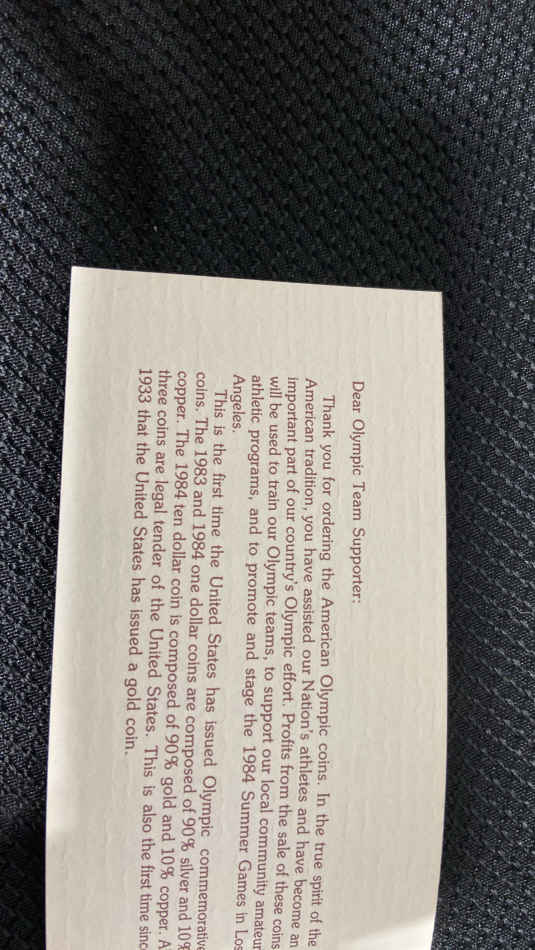 Dear Olympic Team Supporter:
Thank you for ordering the American Olympic coins. In the true spirit of the
American tradition, you have assisted our Nation's athletes and have become an
important part of our country's Olympic effort. Profits from the sale of these coins
will be used to train our Olympic teams, to support our local community amateur
athletic programs, and to promote and stage the 1984 Summer Games in Los
Angeles.
This is the first time the United States has issued Olympic commemorative
coins. The 1983 and 1984 one dollar coins are composed of 90% silver and 10%
copper. The 1984 ten dollar coin is composed of 90% gold and 10% copper. A
three coins are legal tender of the United States. This is also the first time sinc
1933 that the United States has issued a gold coin.